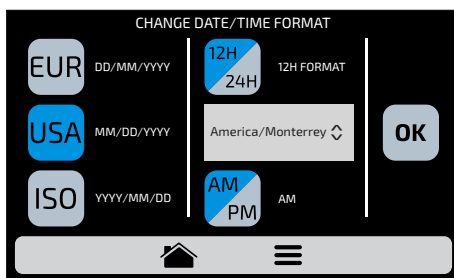 CHANGE DATE/TIME FORMAT
EUR DD/MM/YYYY
12H
24H
12H FORMAT
USA MM/DD/YYYY
America/Monterrey
OK
ISO YYYY/MM/DD
AM
PM
AM